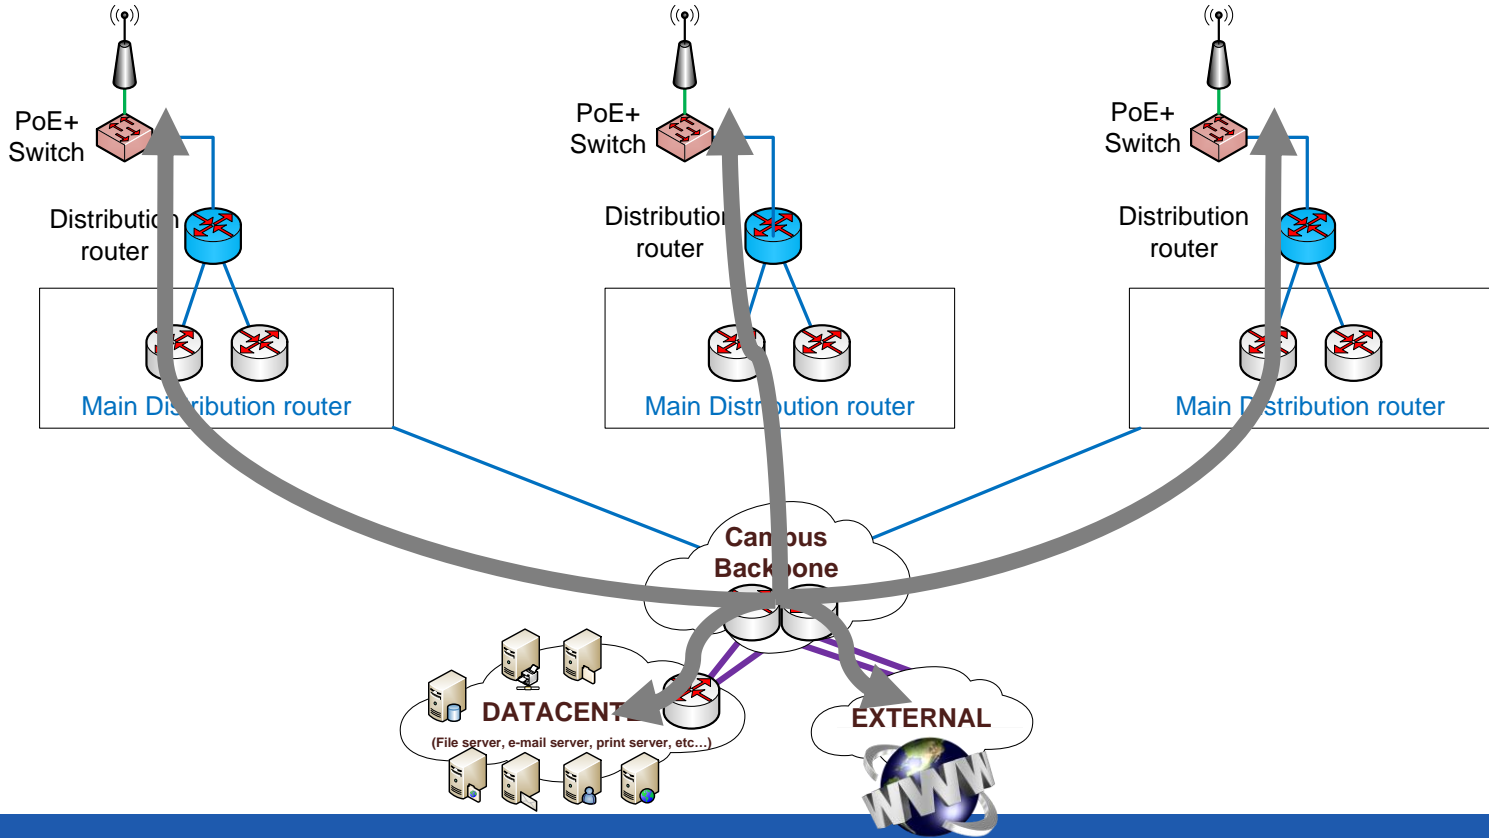 PoE+
Switch
PoE+
Switch
PoE+
Switch
Distribution
router
Distribution
router
Distribution
router
Main Distribution router
Main Distribution router
Main Distribution router
Campus
Backbone
DATACENTER
(File server, e-mail server, print server, etc...)
EXTERNAL
WWW